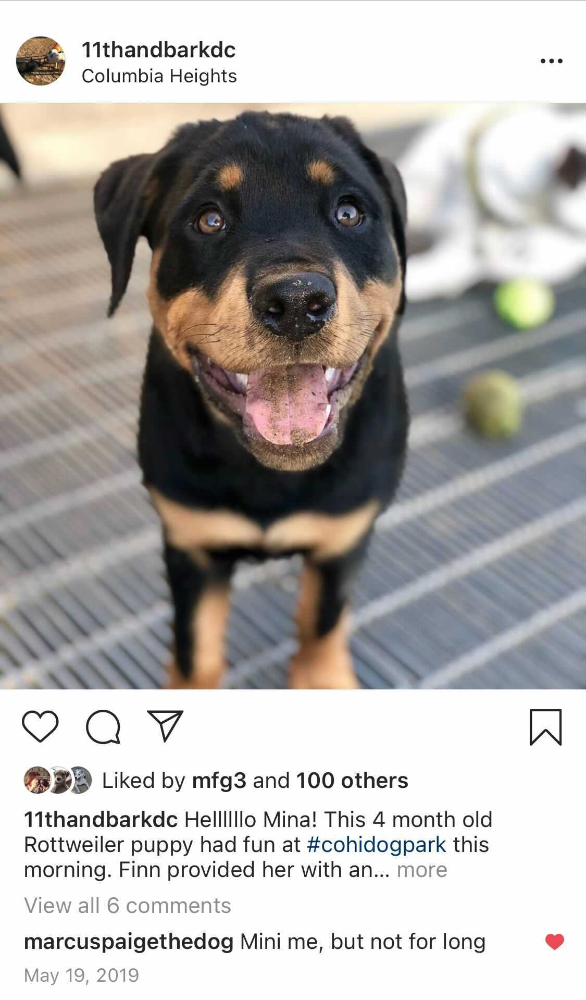 11thandbarkdc
Columbia Heights
Liked by mfg3 and 100 others
11thandbarkdc Hellllllo Mina! This 4 month old
Rottweiler puppy had fun at #cohidogpark this
morning. Finn provided her with an... more
View all 6 comments
marcuspaigethedog Mini me, but not for long
May 19, 2019